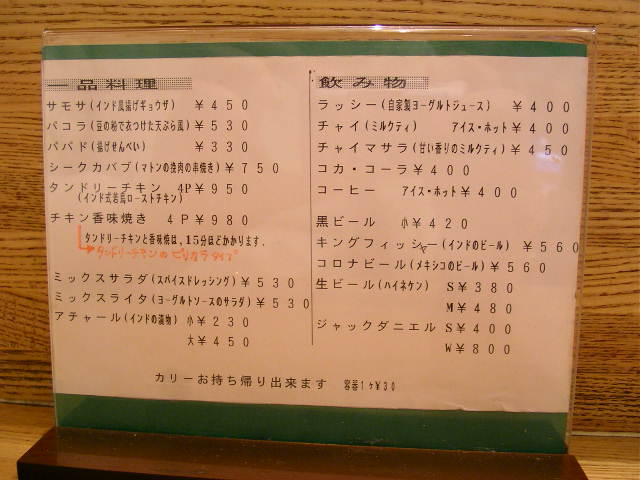 一品料理
サモサ(インド風揚げギョウザ) ￥450
パコラ(豆の粉で衣つけた天ぷら風) ￥530
パパド(揚げせんべい) ￥330
シークカバブ(マトンの挽肉の串焼き)￥750
タンドリーチキン 4P￥950
(インド式若鳥ローストチキン)
チキン香味焼き 4P￥980
タンドリーチキンと香味焼は、15分ほどかかります.
タンドリーチキンのピリカラタイプ
ミックスサラダ(スパイスドレッシング)￥530
ミックスライタ(ヨーグルトソースのサラダ)￥530
アチャール(インドの漬物) 小￥230
大￥450
飲み物
ラッシー(自家製ヨーグルトジュース) ￥400
チャイ(ミルクティ) アイス・ホット￥400
チャイマサラ(甘い香りのミルクティ) ￥450
コカ・コーラ￥400
コーヒー アイス・ホット￥400
黒ビール 小￥420
キングフィッシャー(インドのビール) ￥560
コロナビール(メキシコのビール)￥560
生ビール(ハイネケン) S￥380
M￥480
ジャックダニエル S￥400
W￥800
カリーお持ち帰り出来ます 容器1ヶ￥30